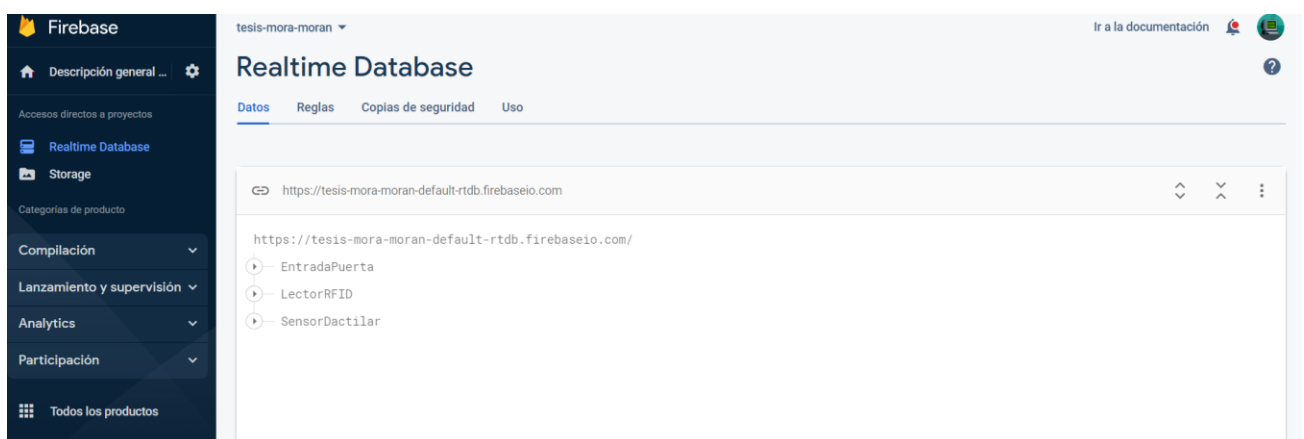 Firebase
Descripción general ...
Accesos directos a proyectos
Realtime Database
Storage
Categorías de producto
Compilación
Lanzamiento y supervisión
Analytics
Participación
Todos los productos
tesis-mora-moran
Ir a la documentación
Realtime Database
Datos Reglas Copias de seguridad Uso
https://tesis-mora-moran-default-rtdb.firebaseio.com
https://tesis-mora-moran-default-rtdb.firebaseio.com/
EntradaPuerta
LectorRFID
SensorDactilar